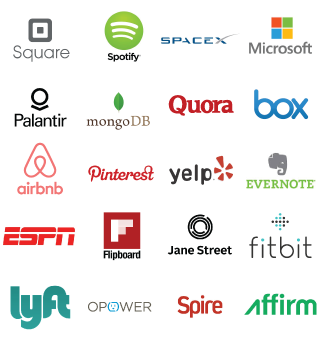 Square
Spotify
SPACEX
Microsoft
Palantir
mongoDB
Quora
box
airbnb
Pinterest
yelp
EVERNOTE
ESPN
Flipboard
Jane Street
fitbit
lyft
OPOWER
Spire
affirm